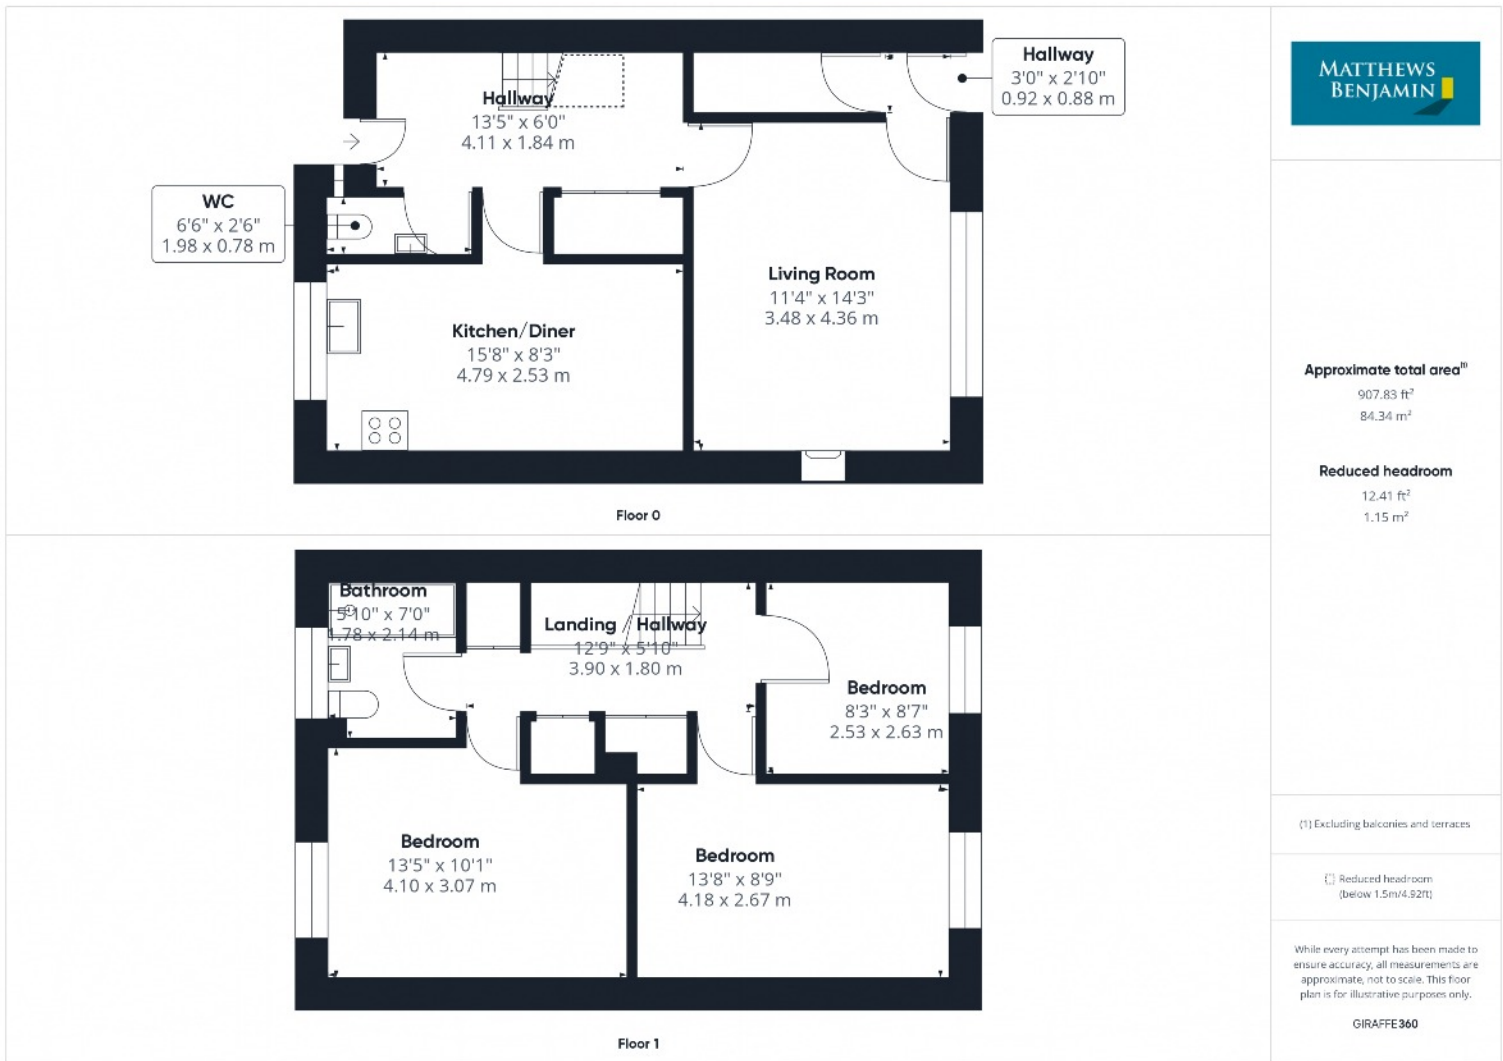 Hallway
13'5" x 6'0"
4.11 x 1.84 m
Hallway
3'0" x 2'10"
0.92 x 0.88 m
WC
6'6" x 2'6"
1.98 x 0.78 m
Living Room
11'4" x 14'3"
3.48 x 4.36 m
Kitchen/Diner
15'8" x 8'3"
4.79 x 2.53 m
Floor 0
Bathroom
5'10" x 7'0"
1.78 x 2.14 m
Landing / Hallway
12'9" x 5'10"
3.90 x 1.80 m
Bedroom
8'3" x 8'7"
2.53 x 2.63 m
Bedroom
13'5" x 10'1"
4.10 x 3.07 m
Bedroom
13'8" x 8'9"
4.18 x 2.67 m
Floor 1
MATTHEWS
BENJAMIN
Approximate total area⁽¹⁾
907.83 ft²
84.34 m²
Reduced headroom
12.41 ft²
1.15 m²
(1) Excluding balconies and terraces
Reduced headroom
(below 1.5m/4.92ft)
While every attempt has been made to
ensure accuracy, all measurements are
approximate, not to scale. This floor
plan is for illustrative purposes only.
GIRAFFE360